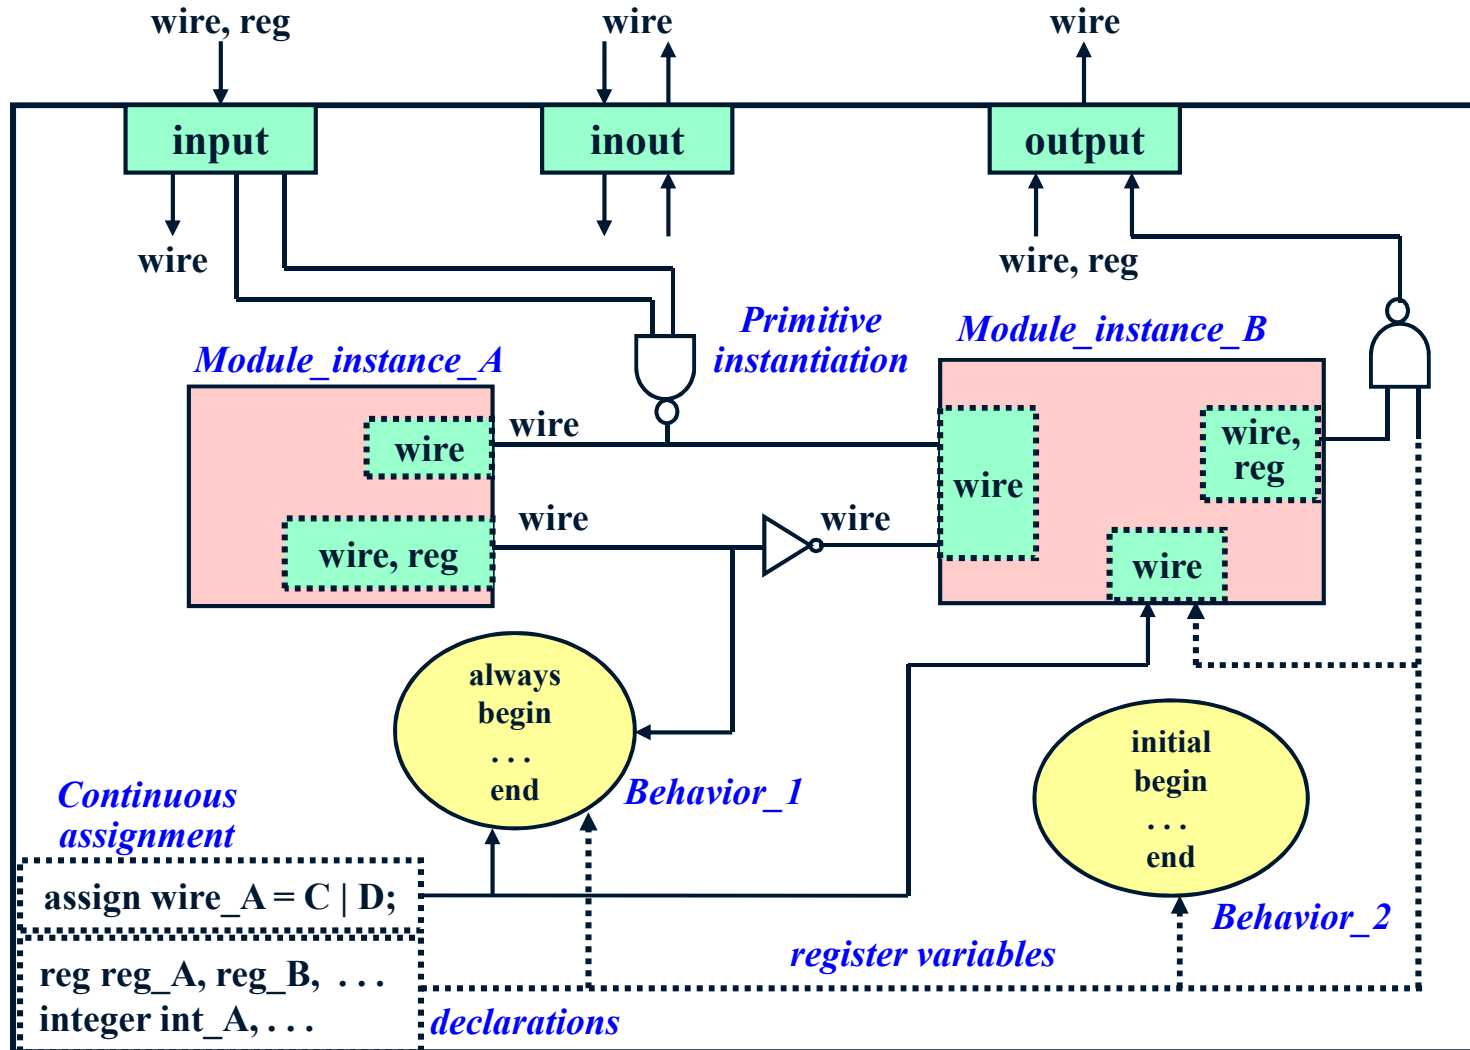 wire, reg
wire
wire
input
inout
output
wire
wire, reg
Primitive
instantiation
Module_instance_A
Module_instance_B
wire
wire
wire,
reg
wire
wire
wire
wire, reg
wire
always
begin
. . .
end
Behavior_1
initial
begin
. . .
end
Behavior_2
Continuous
assignment
assign wire_A = C | D;
register variables
reg reg_A, reg_B, . . .
integer int_A, . . .
declarations